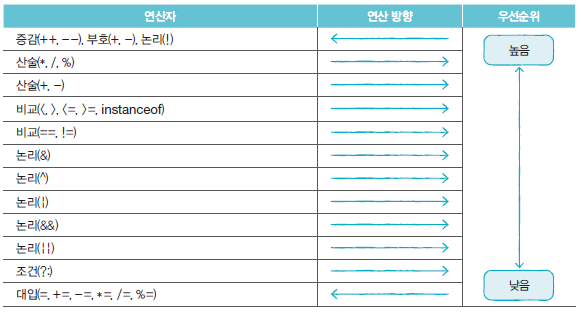 연산자 연산 방향 우선순위
증감(++, --), 부호(+, -), 논리(!) 높음
산술(*, /, %)
산술(+, -)
비교(<, >, <=, >=, instanceof)
비교(==, !=)
논리(&)
논리(^)
논리(|)
논리(&&)
논리(||)
조건(?:)
대입(=, +=, -=, *=, /=, %=) 낮음